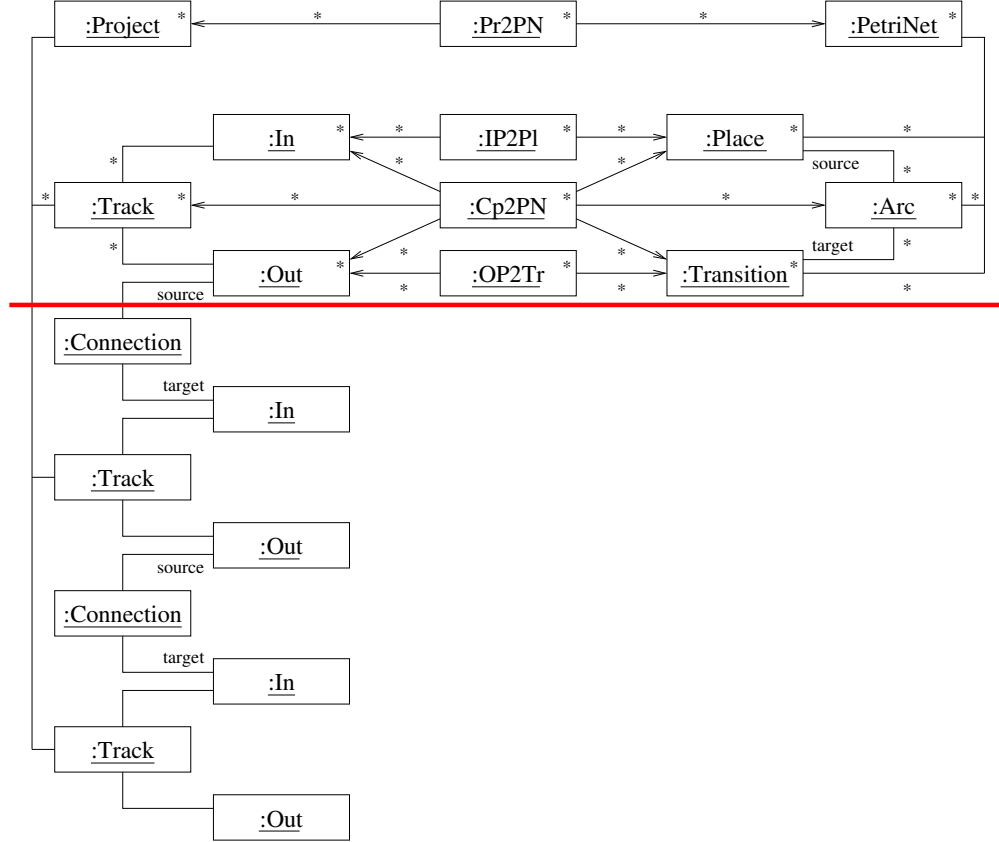 :Project * * :Pr2PN * * :PetriNet *
:In * * :IP2Pl * * :Place * *
* * * source *
* :Track * * :Cp2PN * * :Arc * *
* * * target *
:Out * :OP2Tr * :Transition *
source * * *
:Connection
target
:In
:Track
:Out
source
:Connection
target
:In
:Track
:Out